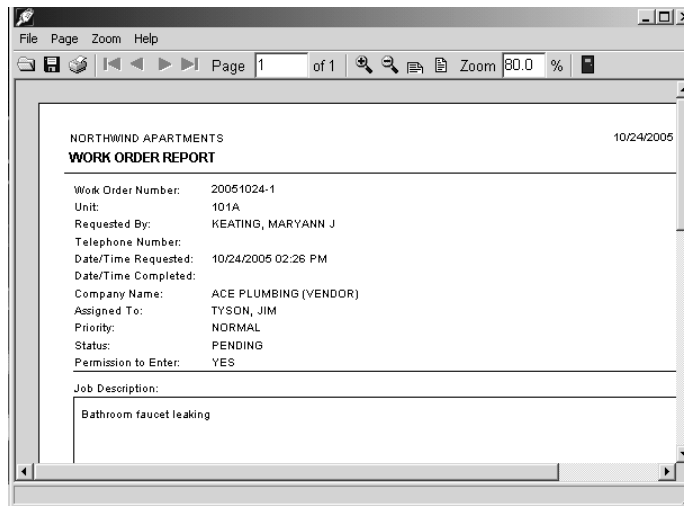 File Page Zoom Help
Page 1 of 1 Zoom 80.0 %
NORTHWIND APARTMENTS 10/24/2005
WORK ORDER REPORT
Work Order Number: 20051024-1
Unit: 101A
Requested By: KEATING, MARYANN J
Telephone Number:
Date/Time Requested: 10/24/2005 02:26 PM
Date/Time Completed:
Company Name: ACE PLUMBING (VENDOR)
Assigned To: TYSON, JIM
Priority: NORMAL
Status: PENDING
Permission to Enter: YES
Job Description:
Bathroom faucet leaking